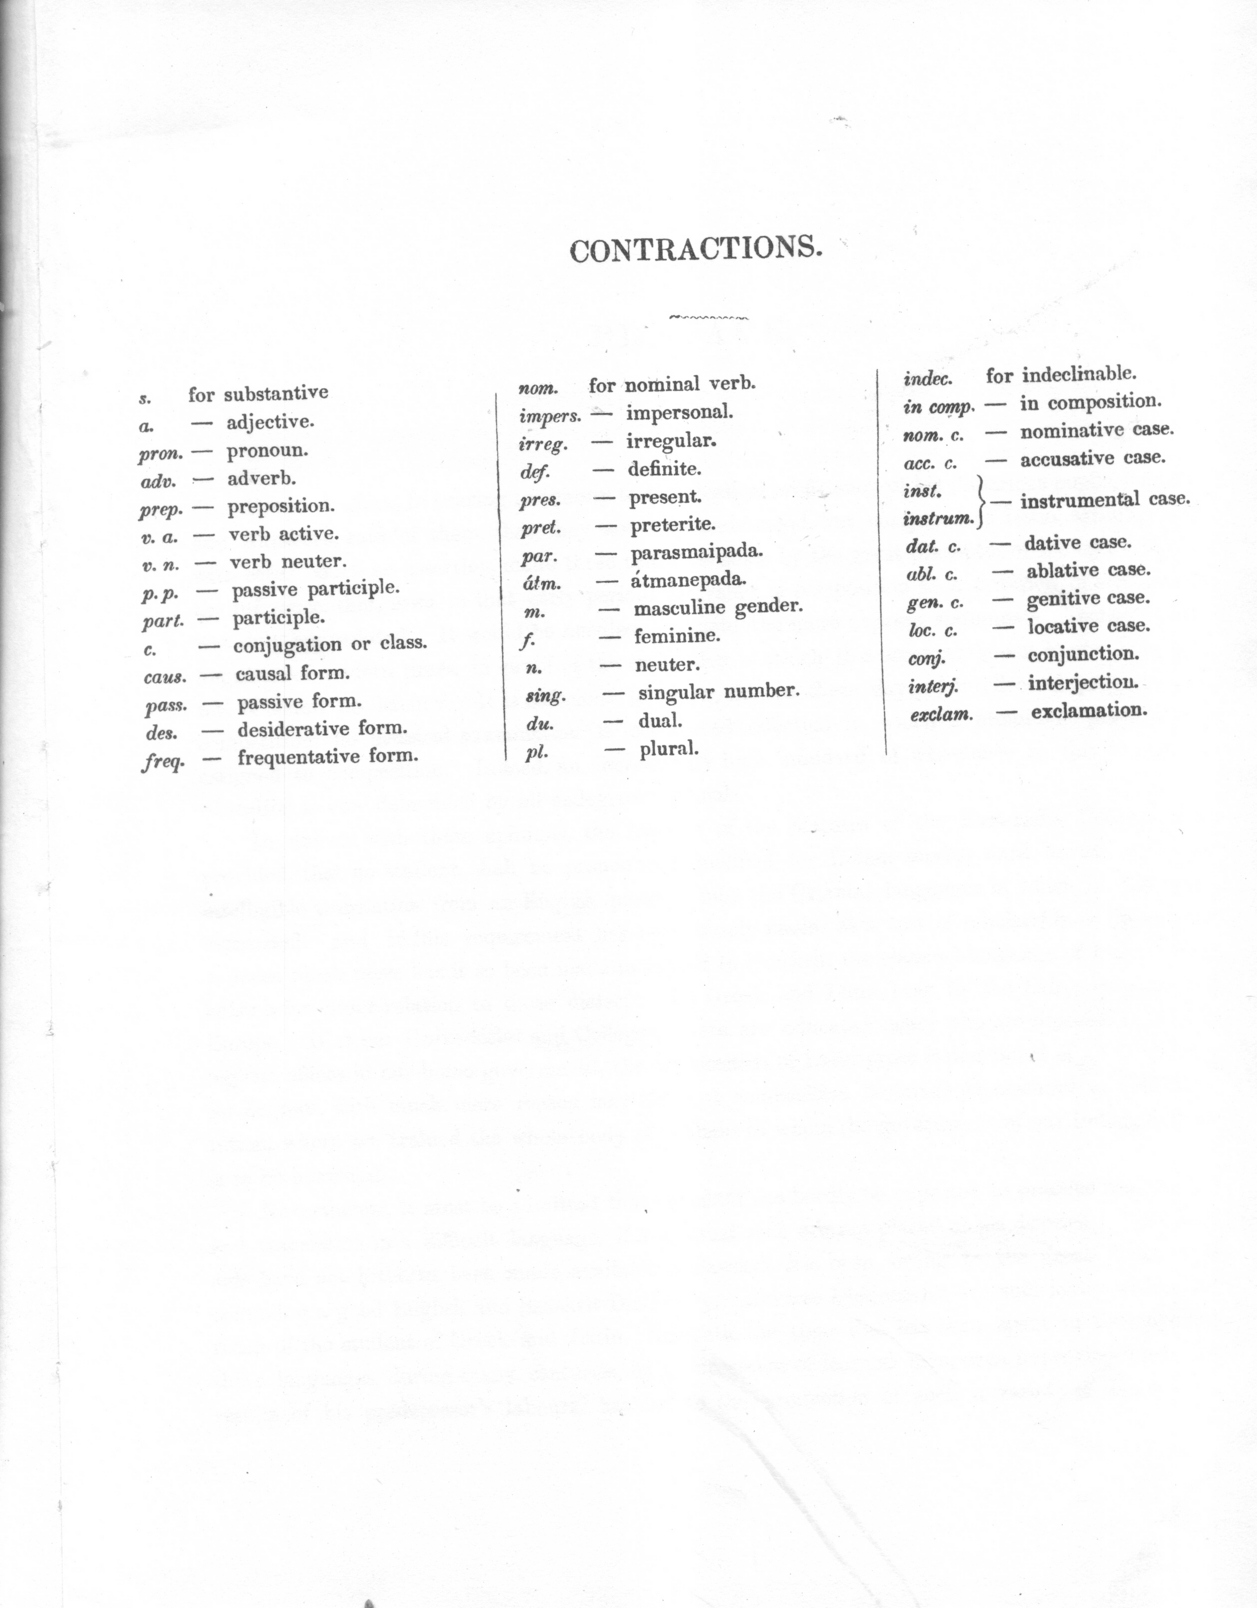 CONTRACTIONS.
s. for substantive
a. — adjective.
pron. — pronoun.
adv. — adverb.
prep. — preposition.
v. a. — verb active.
v. n. — verb neuter.
p. p. — passive participle.
part. — participle.
c. — conjugation or class.
caus. — causal form.
pass. — passive form.
des. — desiderative form.
freq. — frequentative form.
nom. for nominal verb.
impers. — impersonal.
irreg. — irregular.
def. — definite.
pres. — present.
pret. — preterite.
par. — parasmaipada.
átm. — átmanepada.
m. — masculine gender.
f. — feminine.
n. — neuter.
sing. — singular number.
du. — dual.
pl. — plural.
indec. for indeclinable.
in comp. — in composition.
nom. c. — nominative case.
acc. c. — accusative case.
inst.
instrum. } — instrumental case.
dat. c. — dative case.
abl. c. — ablative case.
gen. c. — genitive case.
loc. c. — locative case.
conj. — conjunction.
interj. — interjection.
exclam. — exclamation.